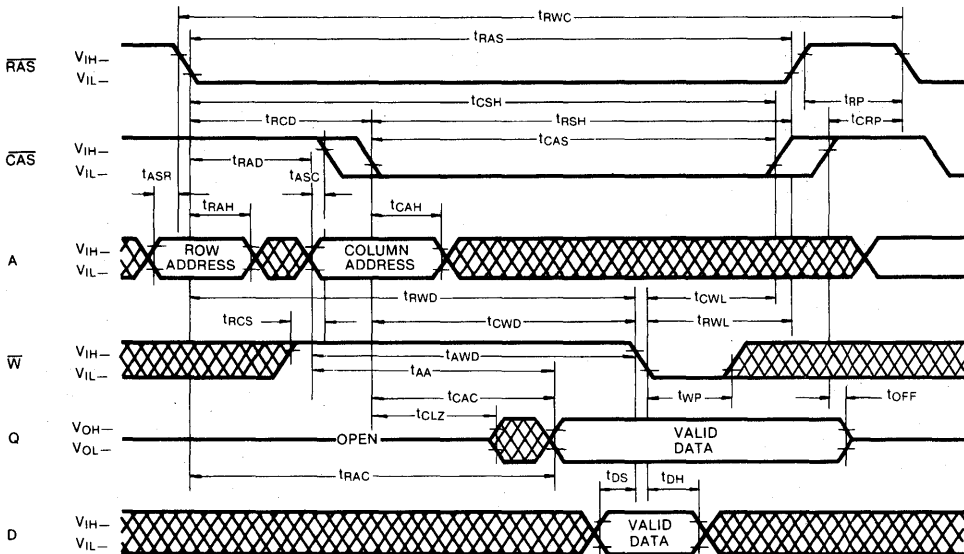 tRWC
tRAS
RAS
VIH–
VIL–
tCSH
tRP
tRCD
tRSH
tCRP
CAS
VIH–
VIL–
tCAS
tRAD
tASR
tASC
tRAH
tCAH
A
VIH–
VIL–
ROW
ADDRESS
COLUMN
ADDRESS
tRWD
tCWL
tRCS
tCWD
tRWL
W
VIH–
VIL–
tAWD
tAA
tCAC
tWP
tOFF
tCLZ
Q
VOH–
VOL–
OPEN
VALID
DATA
tRAC
tDS
tDH
D
VIH–
VIL–
VALID
DATA